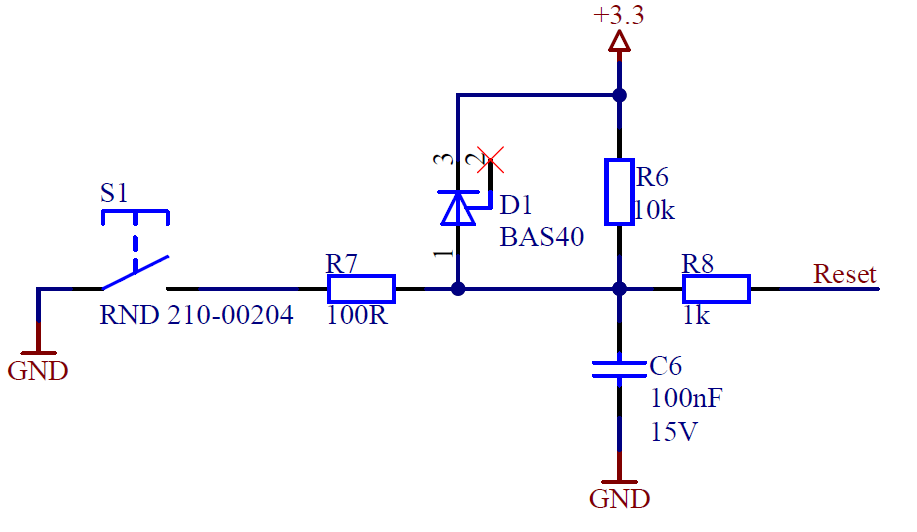 +3.3
3
2
S1
D1
R6
10k
BAS40
1
R7
R8
Reset
RND 210-00204
100R
1k
GND
C6
100nF
15V
GND